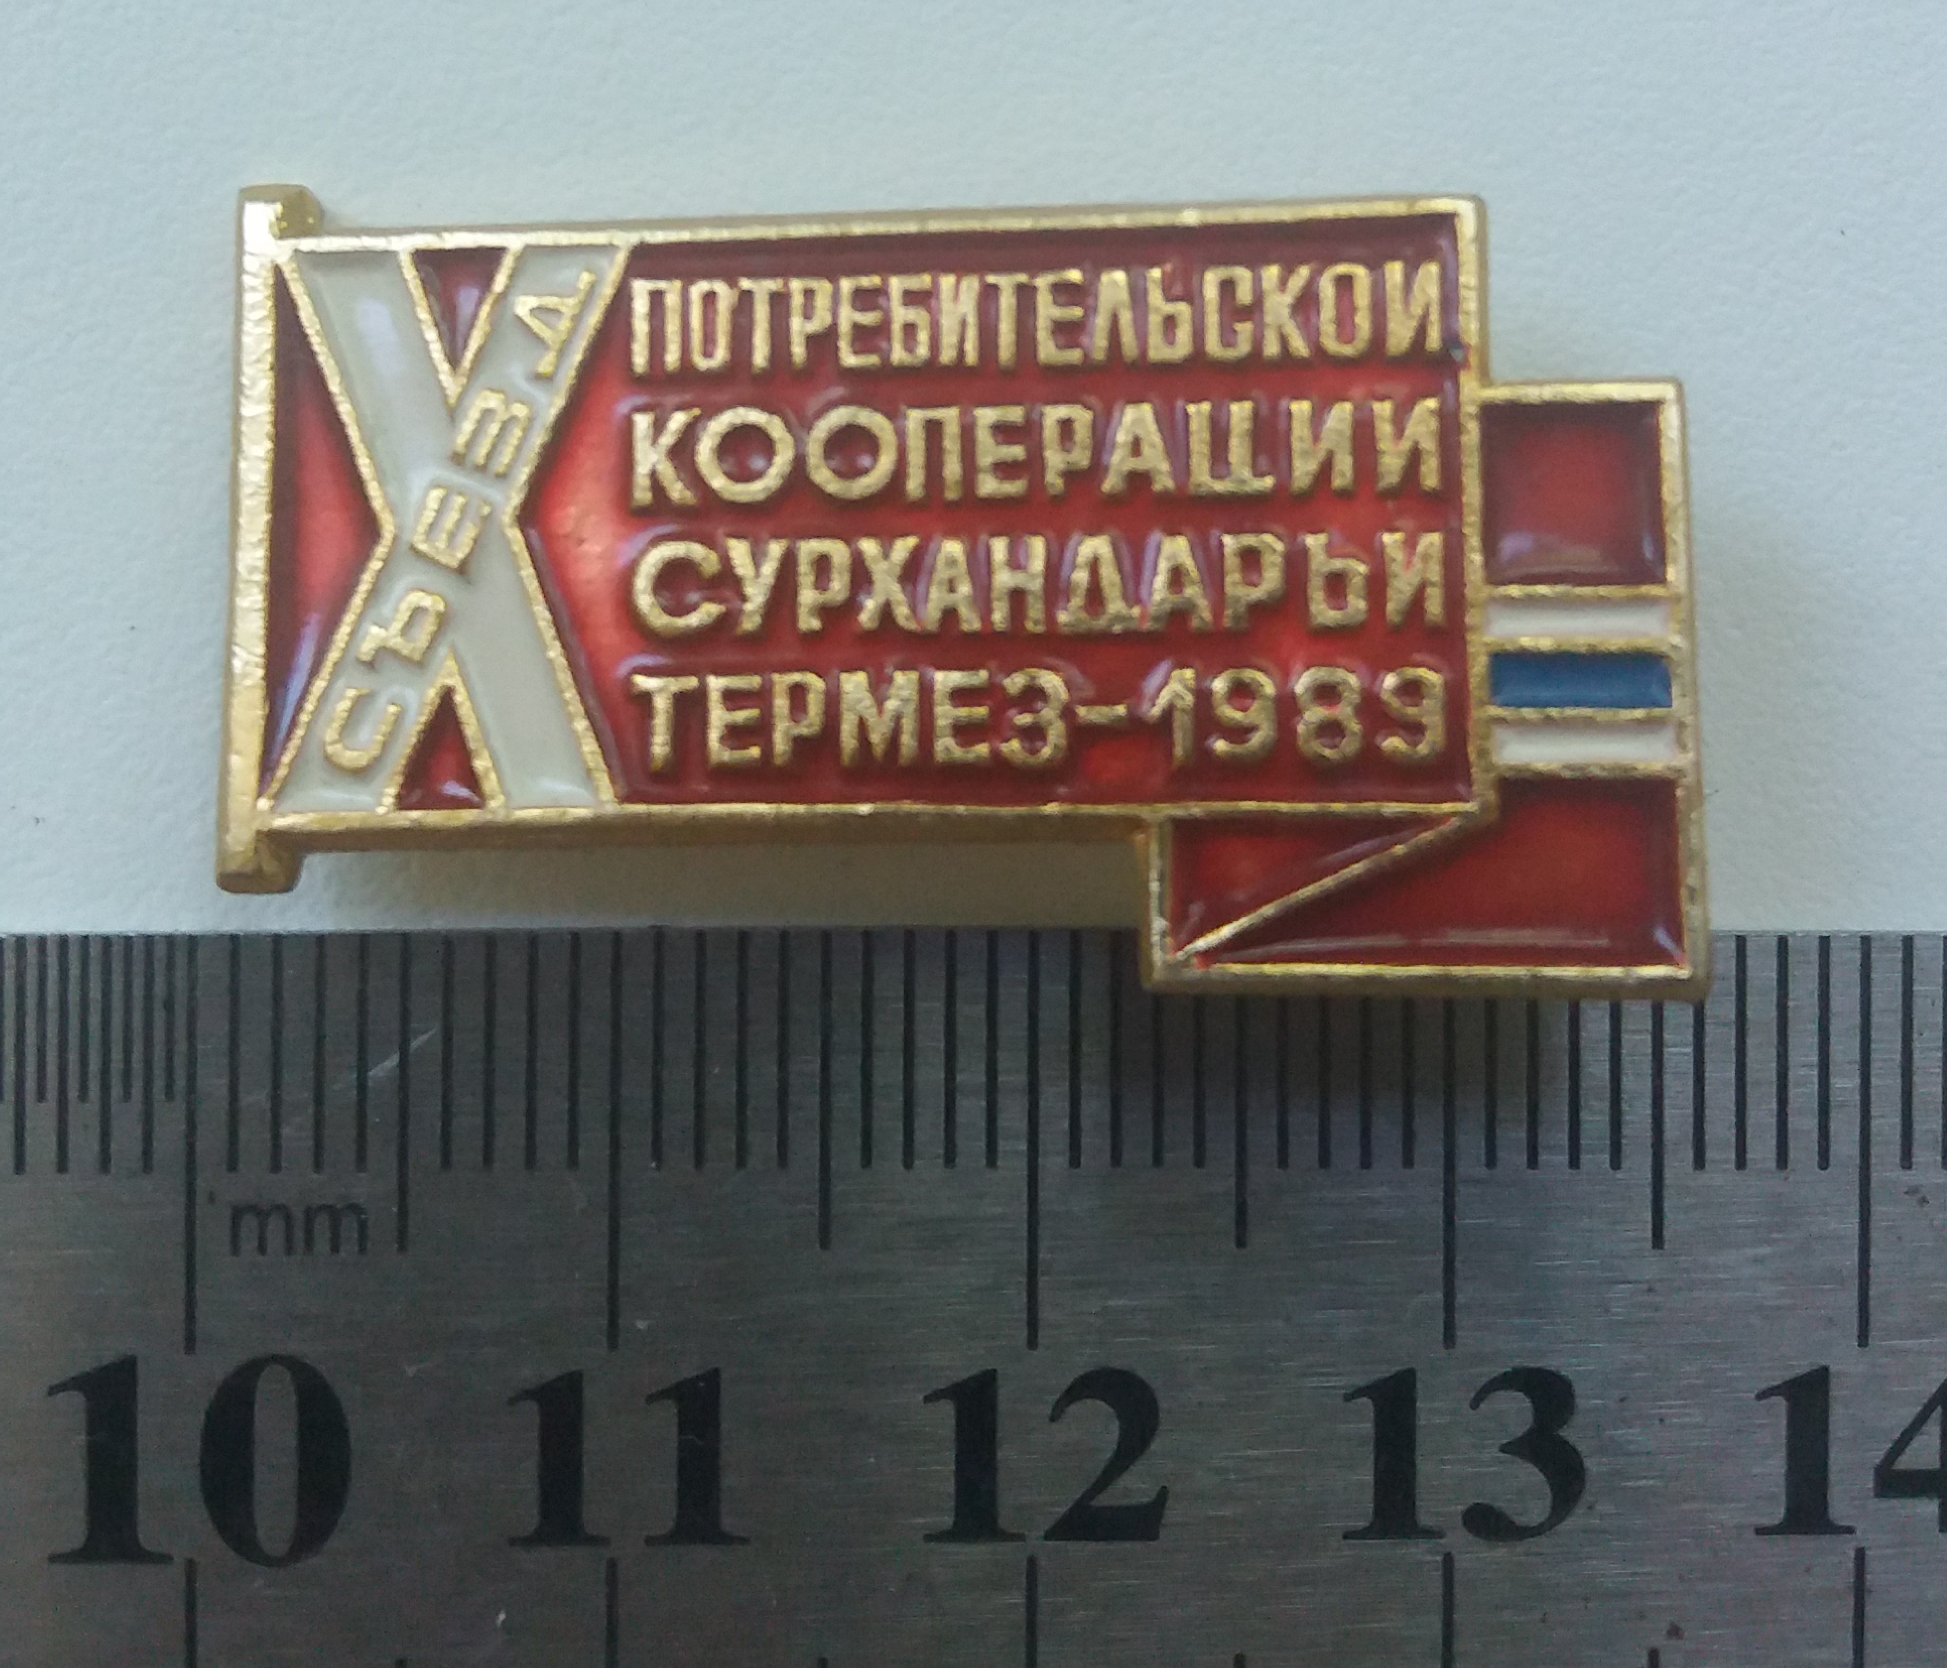 X
СЪЕЗД
ПОТРЕБИТЕЛЬСКОЙ
КООПЕРАЦИИ
СУРХАНДАРЬИ
ТЕРМЕЗ-1989
mm
10 11 12 13 14